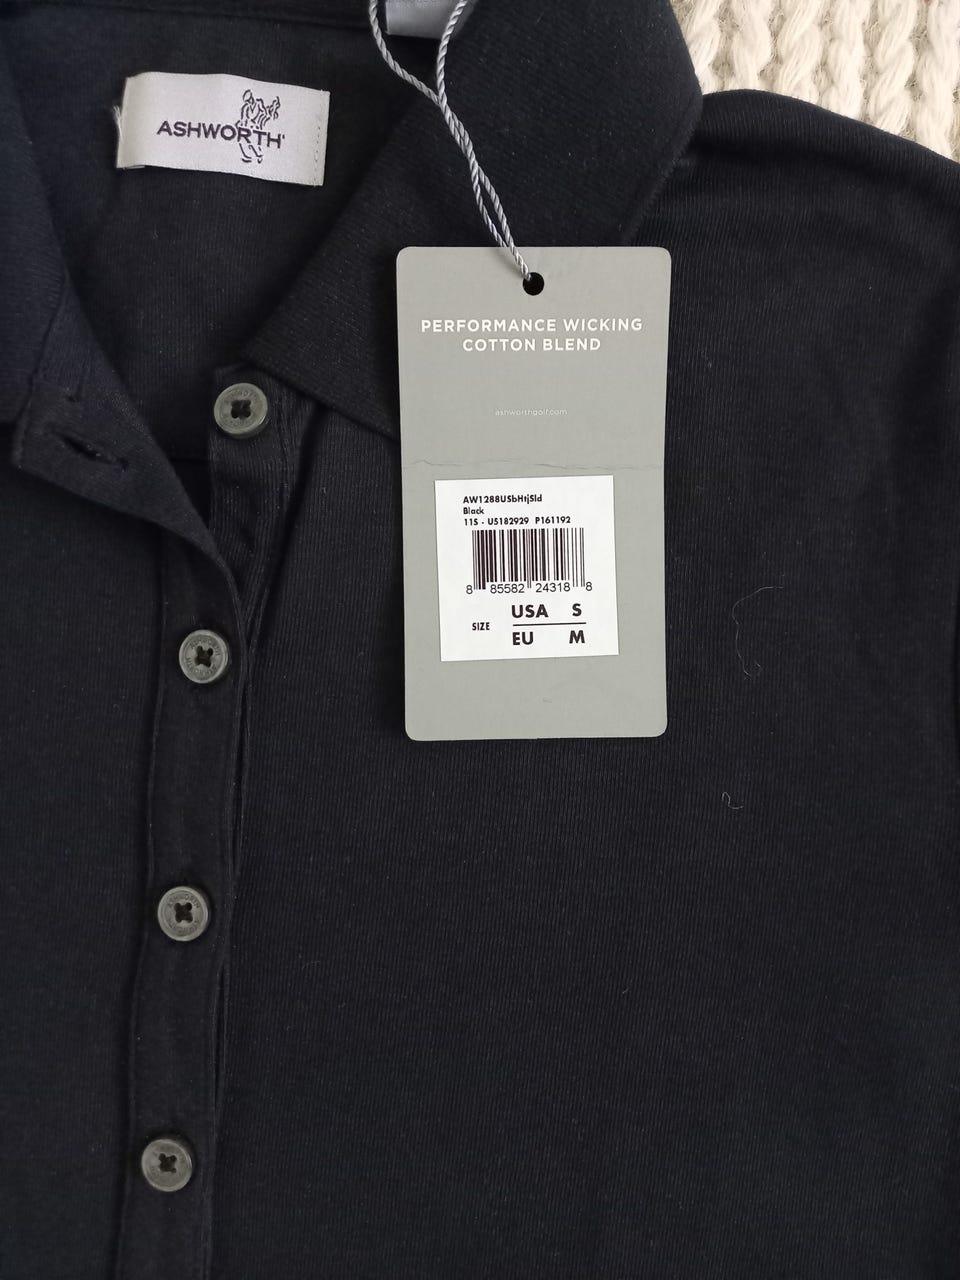 ASHWORTH
PERFORMANCE WICKING
COTTON BLEND
ashworthgolf.com
AW1288USbHtjSld
Black
11S - U5182929 P161192
8 85582 24318 8
SIZE
USA S
EU M